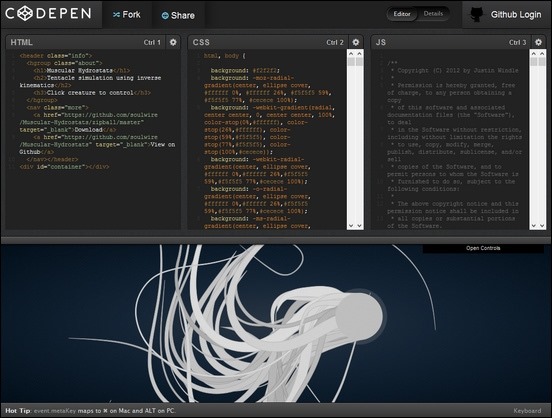 CODEPEN
Fork
Share
Editor
Details
Github Login
HTML
Ctrl 1
<header class="info">
<hgroup class="about">
<h1>Muscular Hydrostats</h1>
<h2>Tentacle simulation using inverse
kinematics</h2>
<h3>Click creature to control</h3>
</hgroup>
<nav class="more">
<a href="https://github.com/soulwire
/Muscular-Hydrostats/zipball/master"
target="_blank">Download</a>
<a href="https://github.com/soulwire
/Muscular-Hydrostats" target="_blank">View on
Github</a>
</nav></header>
<div id="container"></div>
CSS
Ctrl 2
html, body {
background: #f2f2f2;
background: -moz-radial-
gradient(center, ellipse cover,
#ffffff 0%, #ffffff 26%, #f5f5f5 59%,
#f5f5f5 77%, #ececec 100%);
background: -webkit-gradient(radial,
center center, 0, center center, 100%,
color-stop(0%,#ffffff), color-
stop(26%,#ffffff), color-
stop(59%,#f5f5f5), color-
stop(77%,#f5f5f5), color-
stop(100%,#ececec));
background: -webkit-radial-
gradient(center, ellipse cover,
#ffffff 0%,#ffffff 26%,#f5f5f5
59%,#f5f5f5 77%,#ececec 100%);
background: -o-radial-
gradient(center, ellipse cover,
#ffffff 0%,#ffffff 26%,#f5f5f5
59%,#f5f5f5 77%,#ececec 100%);
background: -ms-radial-
gradient(center, ellipse cover,
JS
Ctrl 3
/**
* Copyright (C) 2012 by Justin Windle
*
* Permission is hereby granted, free
of charge, to any person obtaining a
copy
* of this software and associated
documentation files (the "Software"),
to deal
* in the Software without restriction,
including without limitation the rights
* to use, copy, modify, merge,
publish, distribute, sublicense, and/or
sell
* copies of the Software, and to
permit persons to whom the Software is
* furnished to do so, subject to the
following conditions:
*
* The above copyright notice and this
permission notice shall be included in
* all copies or substantial portions
of the Software.
Open Controls
Hot Tip: event.metaKey maps to ⌘ on Mac and ALT on PC.
Keyboard